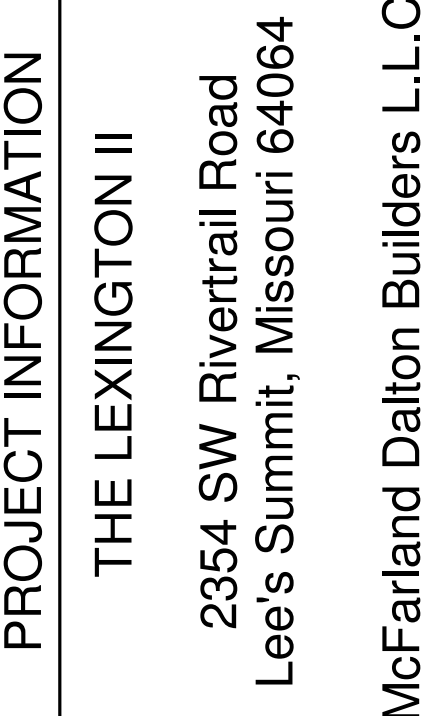 PROJECT INFORMATION
THE LEXINGTON II
2354 SW Rivertrail Road
Lee's Summit, Missouri 64064
McFarland Dalton Builders L.L.C